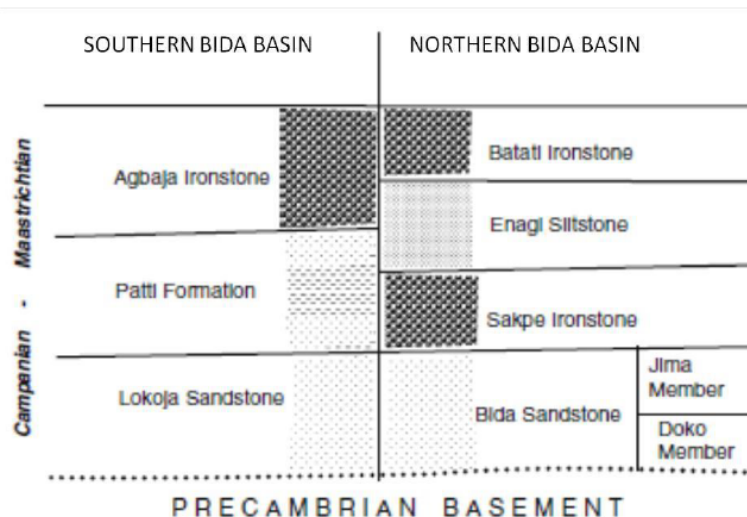 SOUTHERN BIDA BASIN
NORTHERN BIDA BASIN
Campanian - Maastrichtian
Agbaja Ironstone
Patti Formation
Lokoja Sandstone
Batati Ironstone
Enagi Siltstone
Sakpe Ironstone
Bida Sandstone
Jima
Member
Doko
Member
PRECAMBRIAN BASEMENT